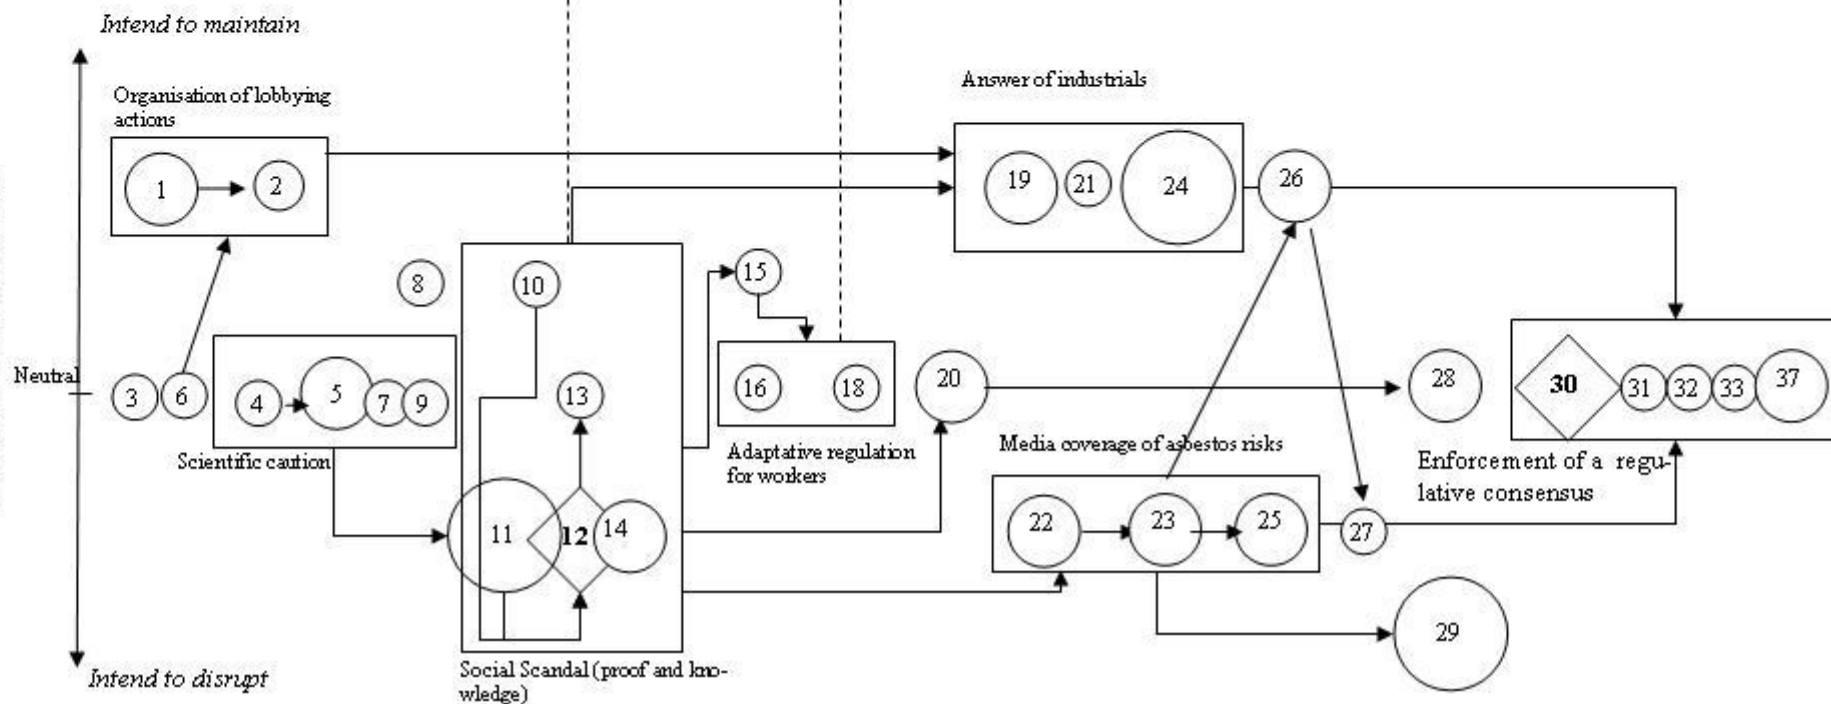 Intend to maintain
Organisation of lobbying
actions
Answer of industrials
1
2
19
21
24
26
8
10
15
Neutral
3
6
4
5
7
9
13
16
18
20
28
30
31
32
33
37
Scientific caution
Adaptative regulation
for workers
Media coverage of asbestos risks
Enforcement of a regu-
lative consensus
11
12
14
22
23
25
27
29
Social Scandal (proof and kno-
wledge)
Intend to disrupt